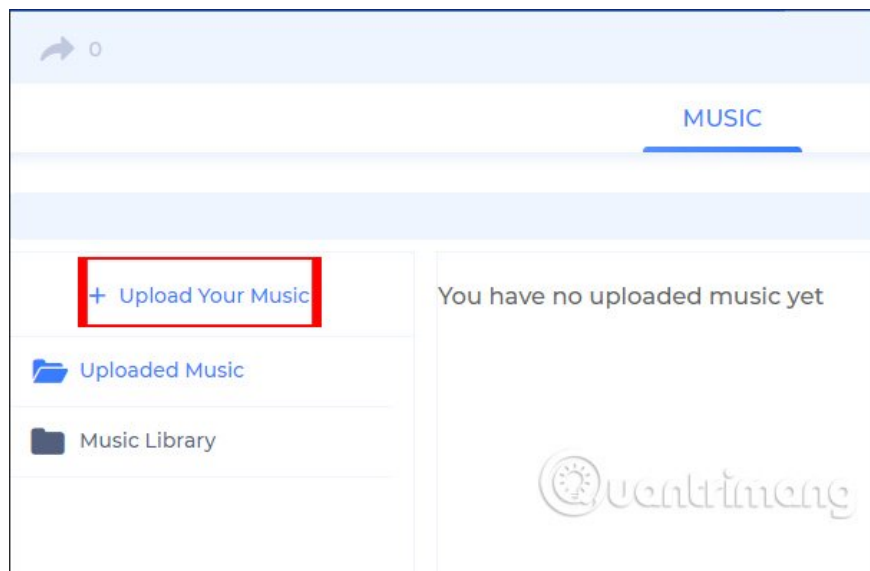 0
MUSIC
+ Upload Your Music
You have no uploaded music yet
Uploaded Music
Music Library
Quantrimang